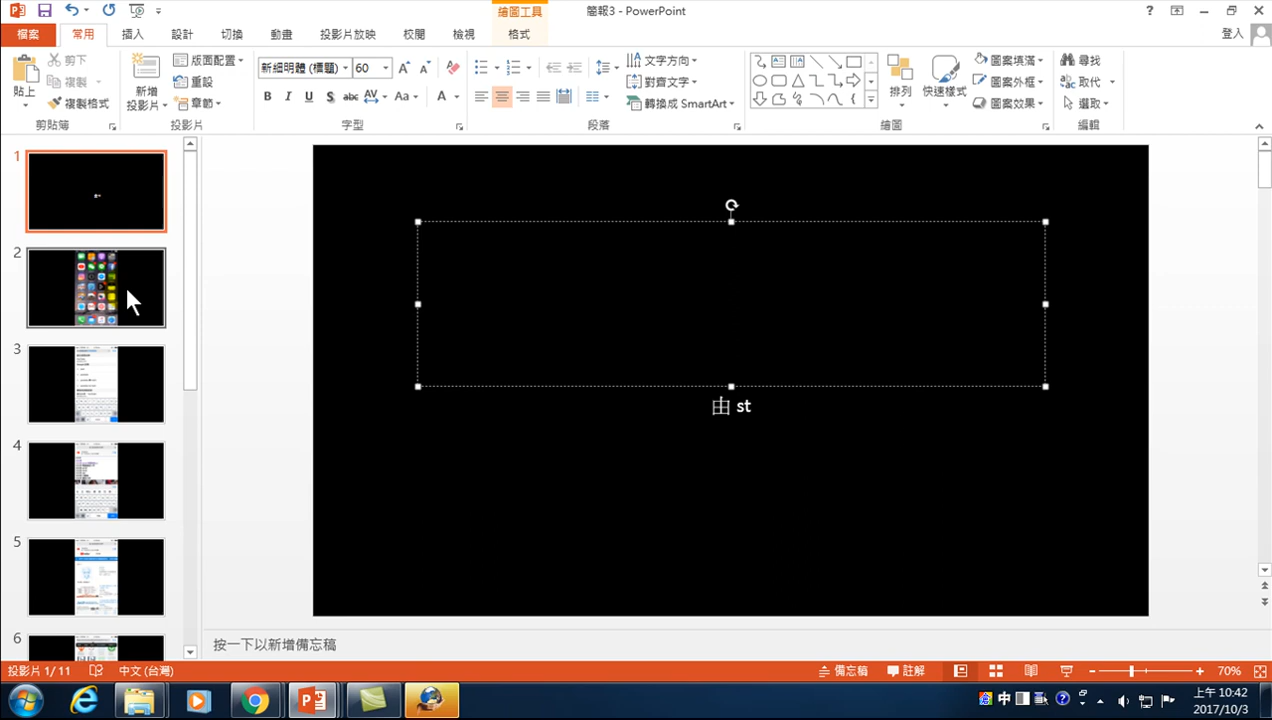 簡報3 - PowerPoint
繪圖工具
檔案 常用 插入 設計 切換 動畫 投影片放映 校閱 檢視 格式 登入
貼上 剪下 複製 複製格式 剪貼簿
新增投影片 版面配置 重設 章節 投影片
新細明體 (標題) 60 B I U S abc AV Aa A 字型
文字方向 對齊文字 轉換成 SmartArt 段落
排列 快速樣式 圖案填滿 圖案外框 圖案效果 繪圖
尋找 取代 選取 編輯
1
2
3
4
5
6
由 st
按一下以新增備忘稿
投影片 1/11 中文 (台灣) 備忘稿 註解 70%
中
上午 10:42
2017/10/3